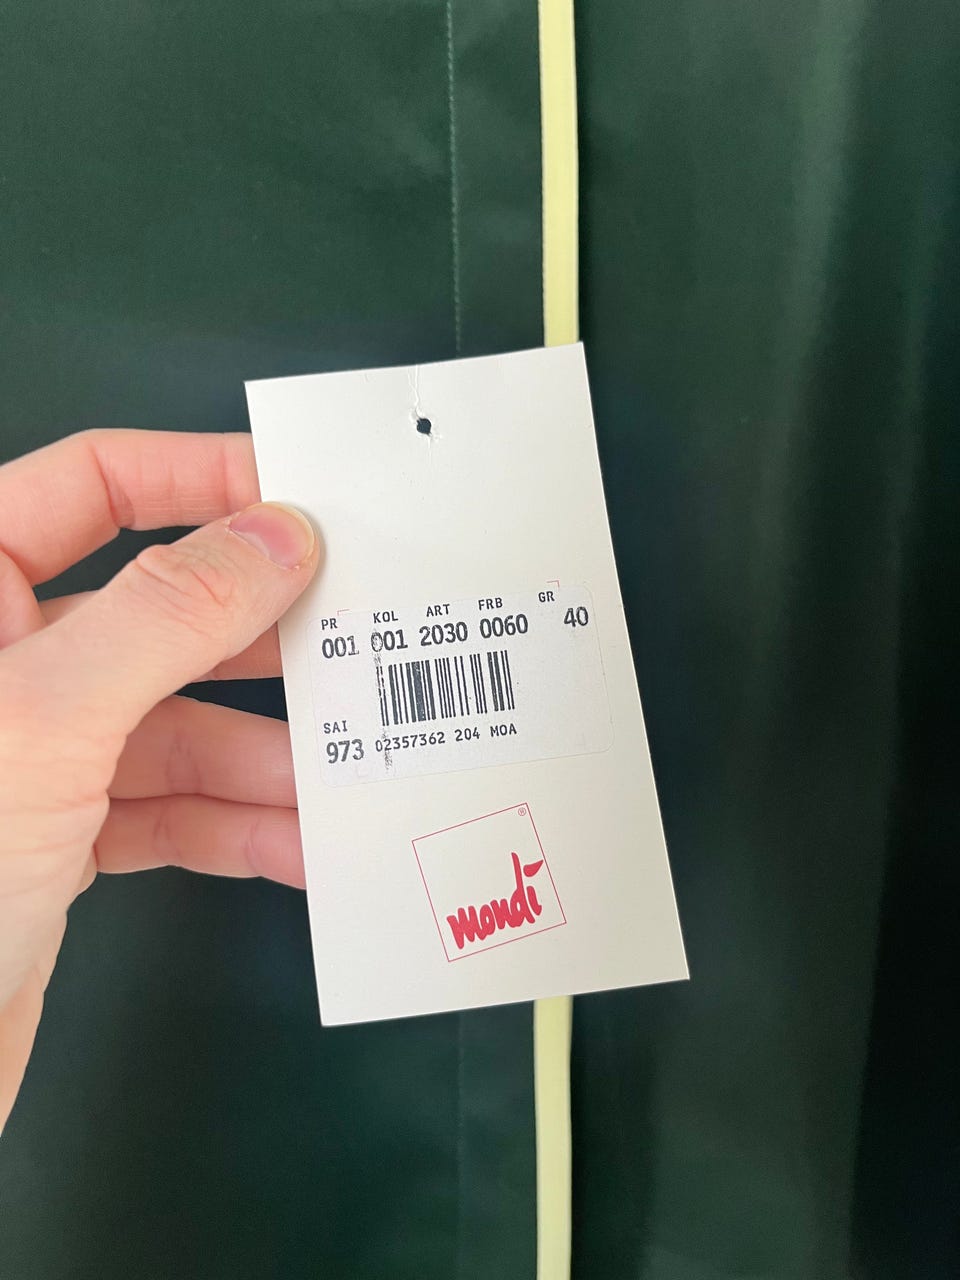 PR KOL ART FRB GR
001 001 2030 0060 40
SAI
973 02357362 204 MOA
®
mondi